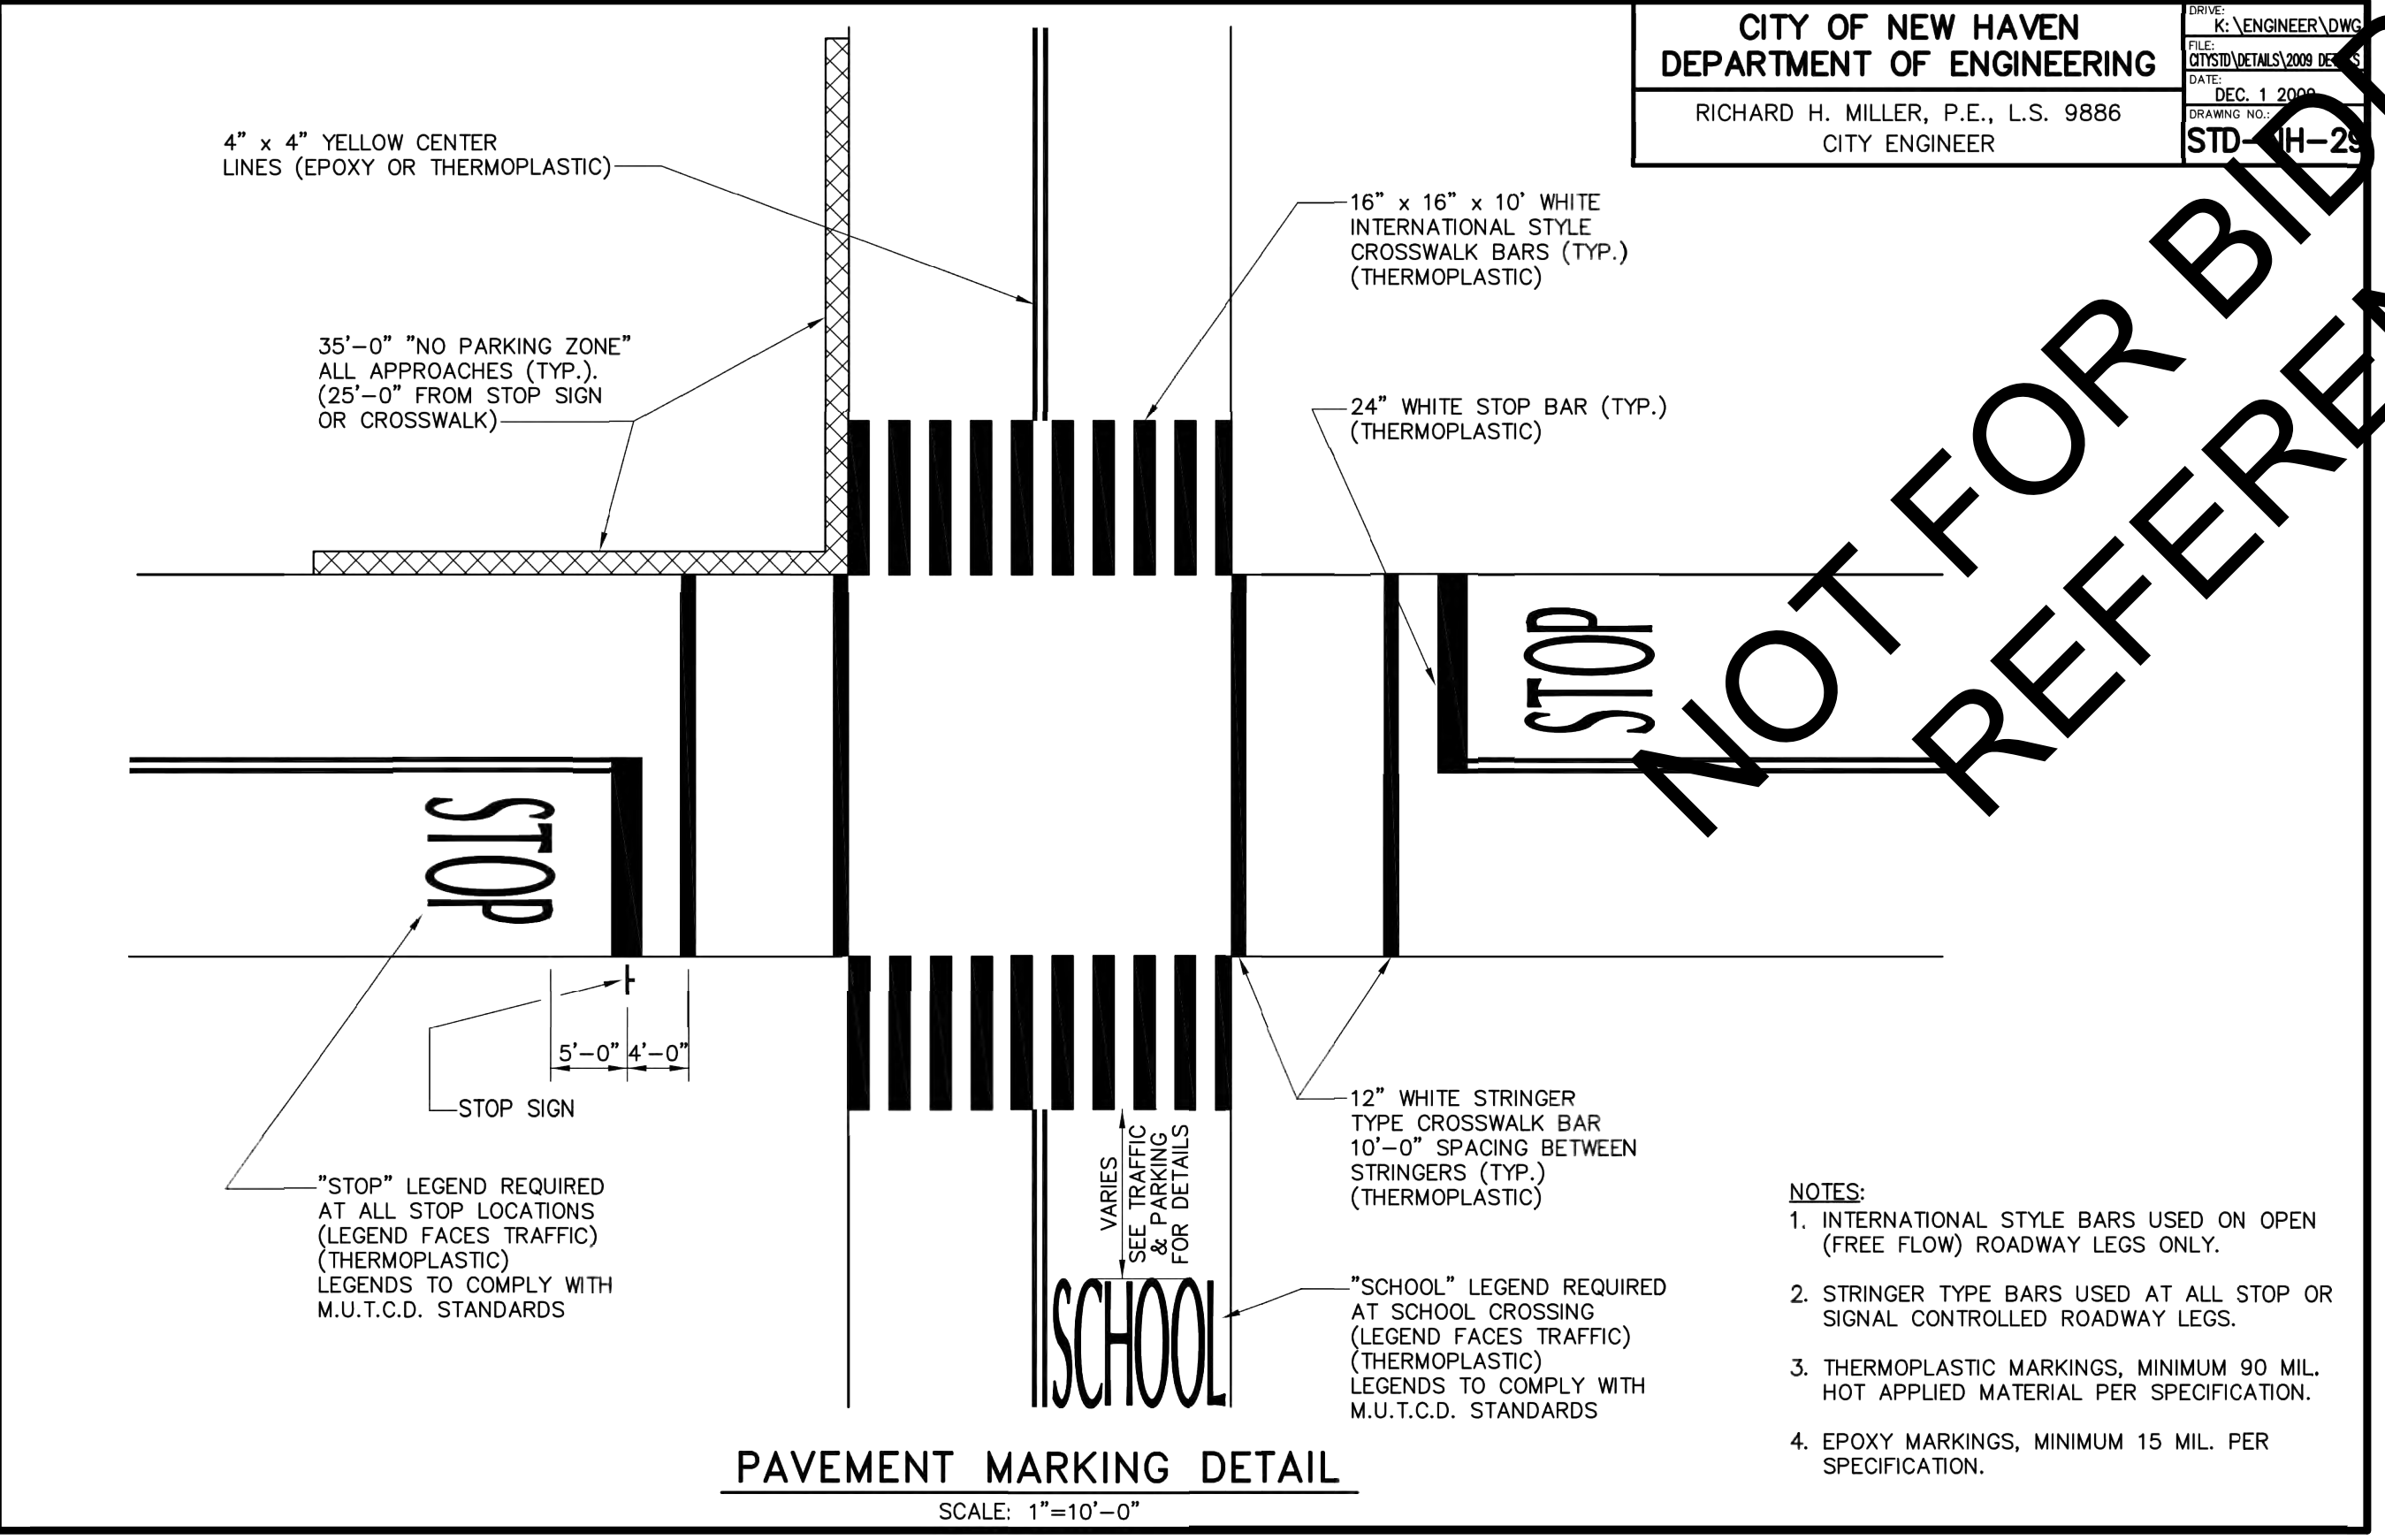 CITY OF NEW HAVEN
DEPARTMENT OF ENGINEERING
RICHARD H. MILLER, P.E., L.S. 9886
CITY ENGINEER
DRIVE:
K:\ENGINEER\DWG
FILE:
CITYSTD\DETAILS\2009
DATE:
DEC. 1
DRAWING NO.:
4" x 4" YELLOW CENTER
LINES (EPOXY OR THERMOPLASTIC)
35'-0" "NO PARKING ZONE"
ALL APPROACHES (TYP.).
(25'-0" FROM STOP SIGN
OR CROSSWALK)
16" x 16" x 10' WHITE
INTERNATIONAL STYLE
CROSSWALK BARS (TYP.)
(THERMOPLASTIC)
24" WHITE STOP BAR (TYP.)
(THERMOPLASTIC)
NOT FOR
STOP
STOP
5'-0" 4'-0"
STOP SIGN
"STOP" LEGEND REQUIRED
AT ALL STOP LOCATIONS
(LEGEND FACES TRAFFIC)
(THERMOPLASTIC)
LEGENDS TO COMPLY WITH
M.U.T.C.D. STANDARDS
VARIES
SEE TRAFFIC
& PARKING
FOR DETAILS
SCHOOL
12" WHITE STRINGER
TYPE CROSSWALK BAR
10'-0" SPACING BETWEEN
STRINGERS (TYP.)
(THERMOPLASTIC)
"SCHOOL" LEGEND REQUIRED
AT SCHOOL CROSSING
(LEGEND FACES TRAFFIC)
(THERMOPLASTIC)
LEGENDS TO COMPLY WITH
M.U.T.C.D. STANDARDS
NOTES:
1. INTERNATIONAL STYLE BARS USED ON OPEN
(FREE FLOW) ROADWAY LEGS ONLY.
2. STRINGER TYPE BARS USED AT ALL STOP OR
SIGNAL CONTROLLED ROADWAY LEGS.
3. THERMOPLASTIC MARKINGS, MINIMUM 90 MIL.
HOT APPLIED MATERIAL PER SPECIFICATION.
4. EPOXY MARKINGS, MINIMUM 15 MIL. PER
SPECIFICATION.
PAVEMENT MARKING DETAIL
SCALE: 1"=10'-0"